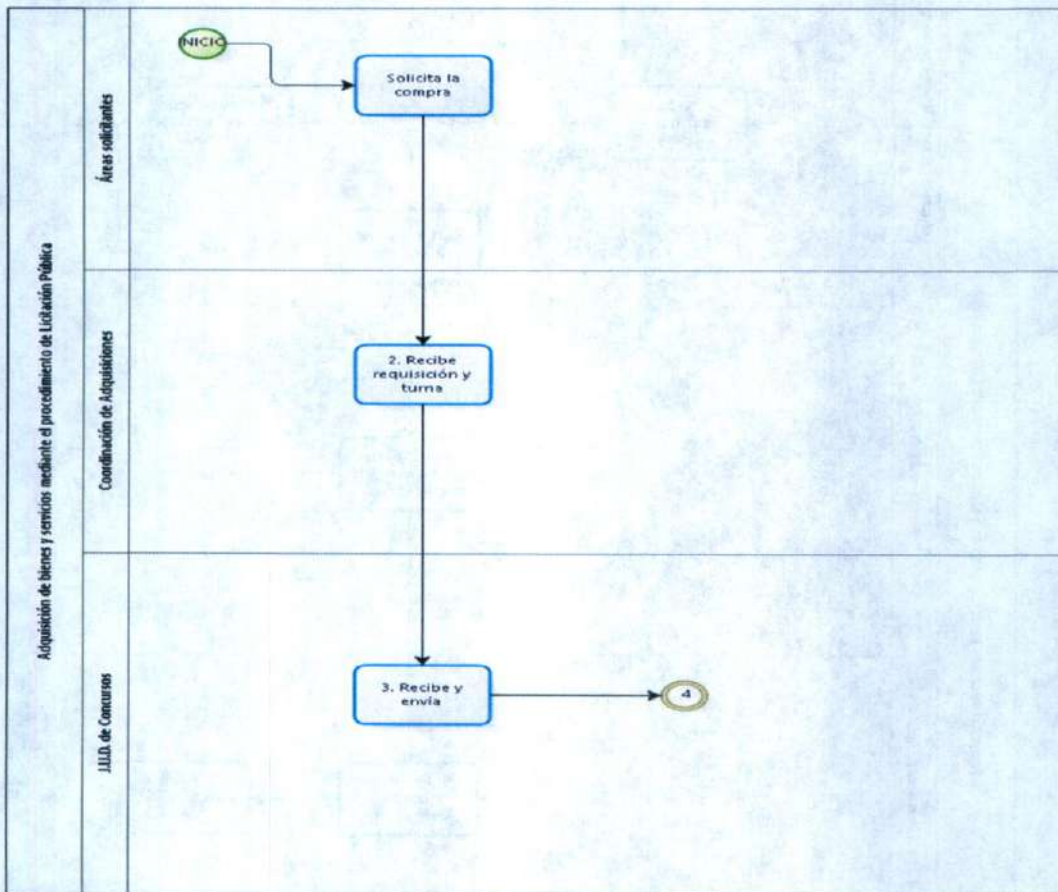 Adquisición de bienes y servicios mediante el procedimiento de Licitación Pública
Áreas solicitantes
INICIO
Solicita la
compra
Coordinación de Adquisiciones
2. Recibe
requisición y
turna
J.U.D. de Concursos
3. Recibe y
envía
4